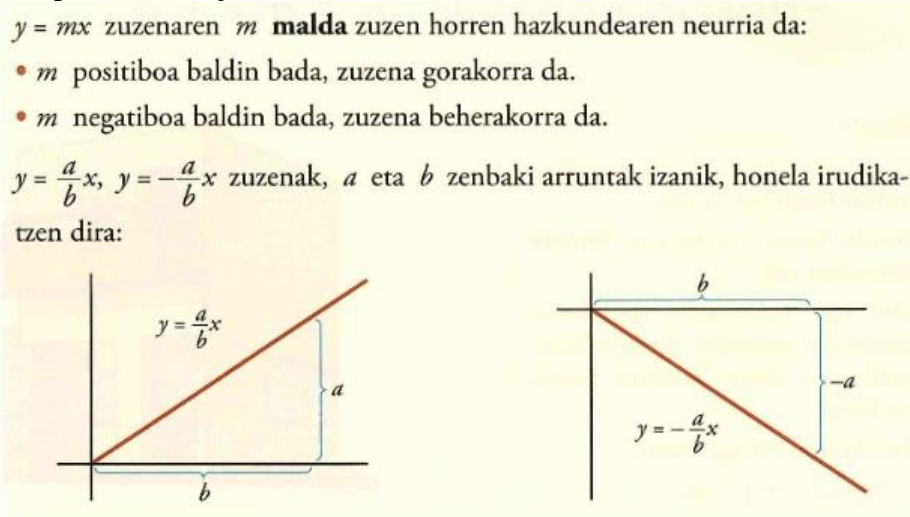 y = mx zuzenaren m malda zuzen horren hazkundearen neurria da:
• m positiboa baldin bada, zuzena gorakorra da.
• m negatiboa baldin bada, zuzena beherakorra da.
y = a/b x, y = −a/b x zuzenak, a eta b zenbaki arruntak izanik, honela irudika-
tzen dira:
y = a/b x
a
b
b
−a
y = −a/b x